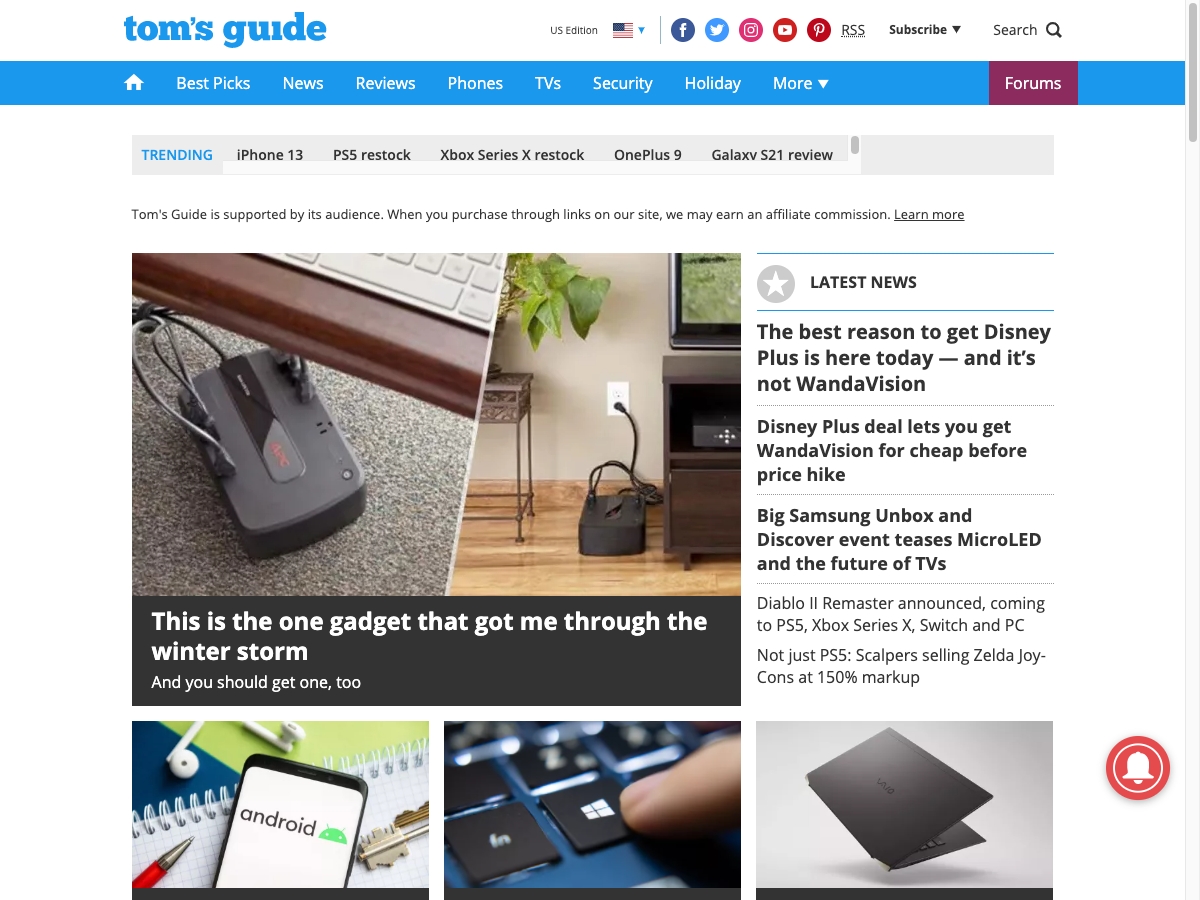 tom's guide
US Edition
RSS
Subscribe
Search
Best Picks
News
Reviews
Phones
TVs
Security
Holiday
More
Forums
TRENDING
iPhone 13
PS5 restock
Xbox Series X restock
OnePlus 9
Galaxy S21 review
Tom's Guide is supported by its audience. When you purchase through links on our site, we may earn an affiliate commission. Learn more
APC
This is the one gadget that got me through the
winter storm
And you should get one, too
LATEST NEWS
The best reason to get Disney
Plus is here today — and it’s
not WandaVision
Disney Plus deal lets you get
WandaVision for cheap before
price hike
Big Samsung Unbox and
Discover event teases MicroLED
and the future of TVs
Diablo II Remaster announced, coming
to PS5, Xbox Series X, Switch and PC
Not just PS5: Scalpers selling Zelda Joy-
Cons at 150% markup
android
fn
VAIO